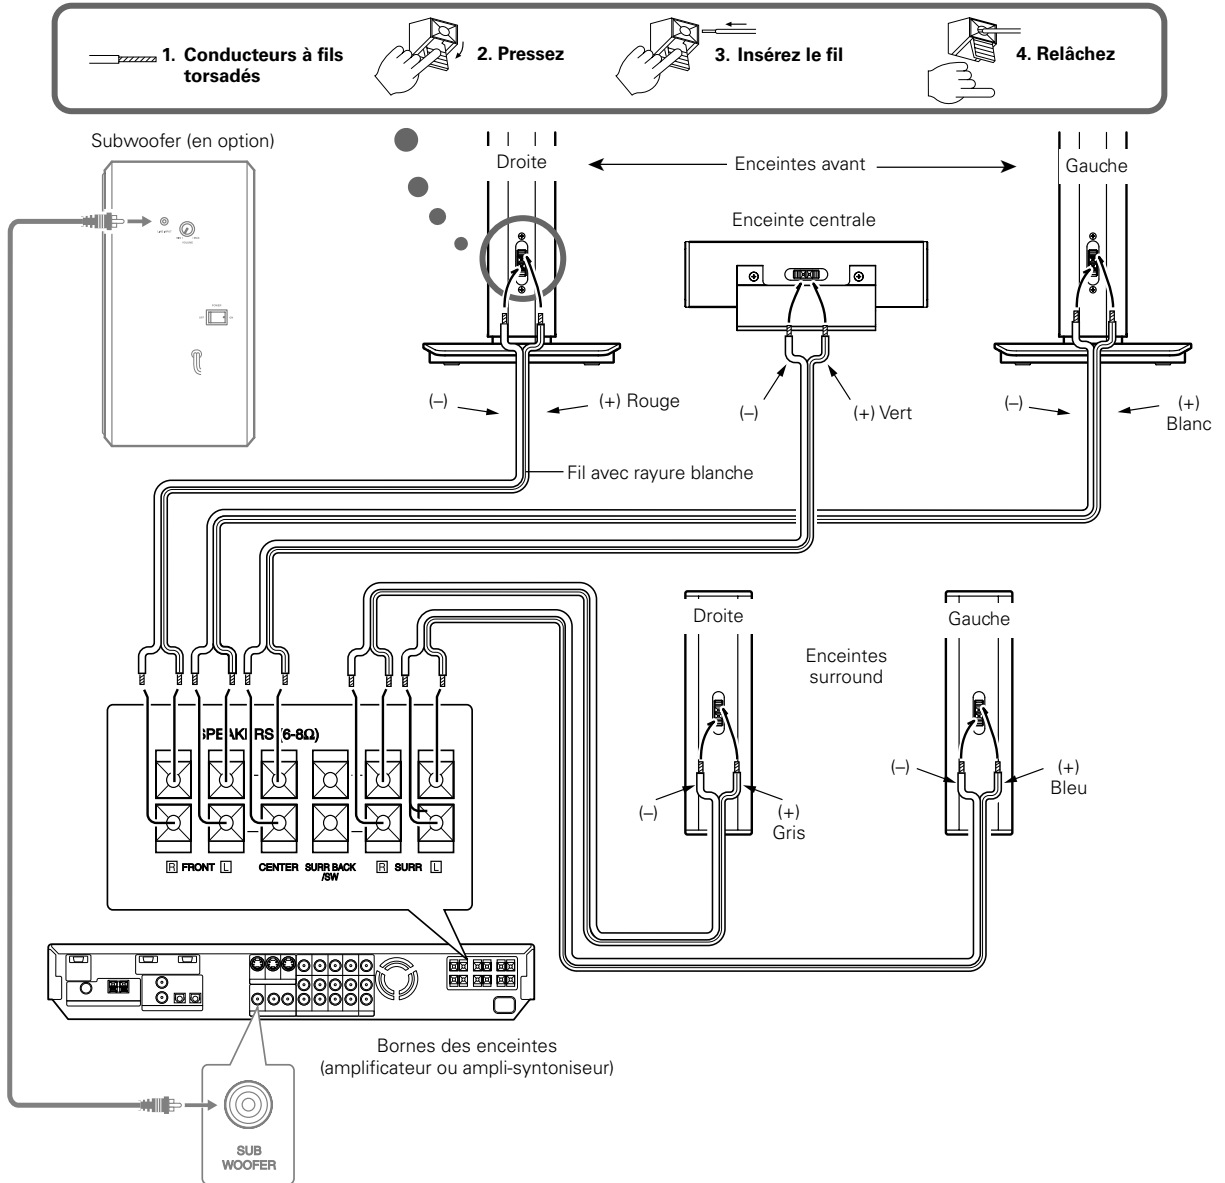 1. Conducteurs à fils
torsadés
2. Pressez
3. Insérez le fil
4. Relâchez
Subwoofer (en option)
Droite
Enceintes avant
Gauche
Enceinte centrale
(–)
(+) Rouge
(–)
(+) Vert
(–)
(+)
Blanc
Fil avec rayure blanche
Droite
Gauche
Enceintes
surround
(–)
(+)
Gris
(–)
(+)
Bleu
SPEAKERS (6-8Ω)
R FRONT L
CENTER
SURR BACK
/SW
R SURR L
Bornes des enceintes
(amplificateur ou ampli-syntoniseur)
SUB
WOOFER